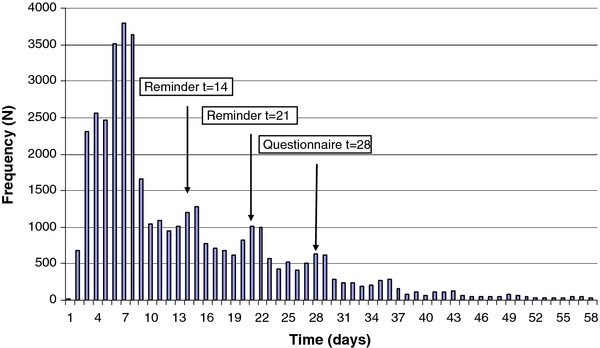 4000
3500
3000
2500
2000
1500
1000
500
0
Frequency (N)
Reminder t=14
Reminder t=21
Questionnaire t=28
1 4 7 10 13 16 19 22 25 28 31 34 37 40 43 46 49 52 55 58
Time (days)